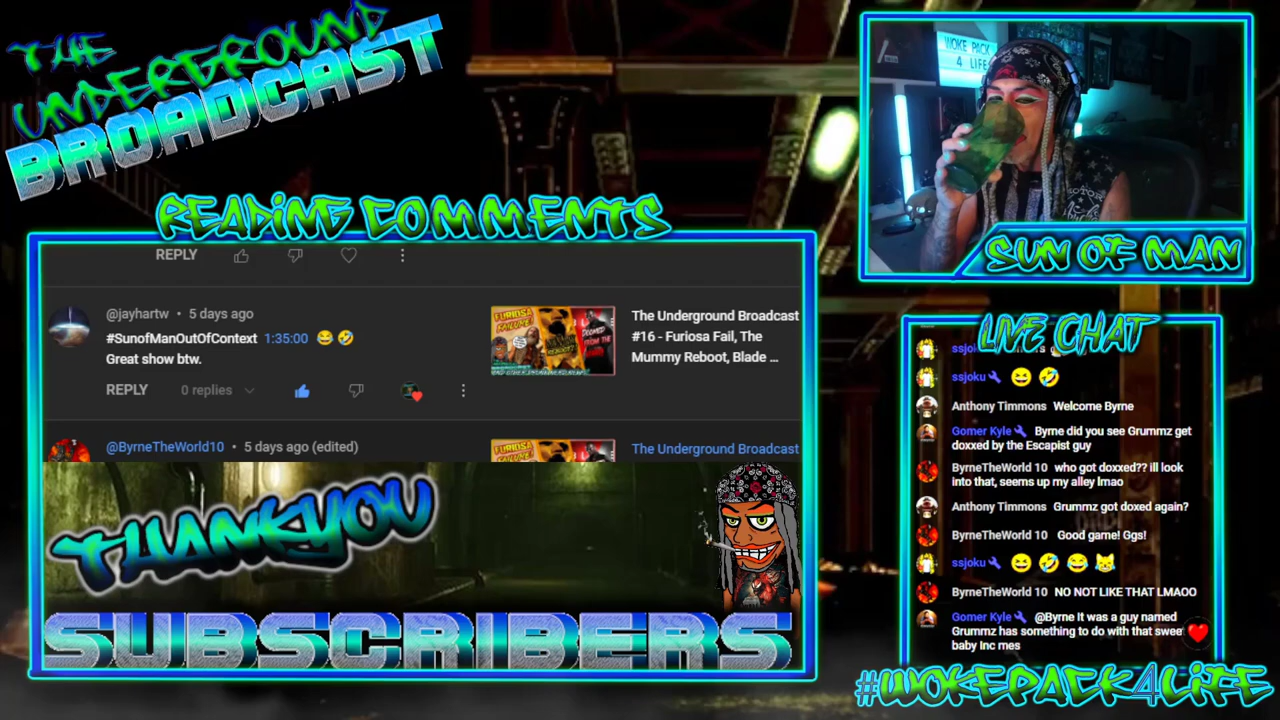 THE
UNDERGROUND
BROADCAST
READING COMMENTS
REPLY
@jayhartw • 5 days ago
#SunofManOutOfContext 1:35:00 😂 🤣
Great show btw.
REPLY 0 replies
The Underground Broadcast
#16 - Furiosa Fail, The
Mummy Reboot, Blade ...
@ByrneTheWorld10 • 5 days ago (edited)
The Underground Broadcast
THANK YOU
SUBSCRIBERS
WOKE PACK
4 LIFE
SUN OF MAN
LIVE CHAT
ssjoku 😆 🤣
Anthony Timmons Welcome Byrne
Gomer Kyle Byrne did you see Grummz get
doxxed by the Escapist guy
ByrneTheWorld 10 who got doxxed?? ill look
into that, seems up my alley lmao
Anthony Timmons Grummz got doxed again?
ByrneTheWorld 10 Good game! Ggs!
ssjoku 😆 🤣 😂 😹
ByrneTheWorld 10 NO NOT LIKE THAT LMAOO
Gomer Kyle @Byrne It was a guy named
Grummz has something to do with that swee
baby Inc mes
#WOKEPACK4LIFE